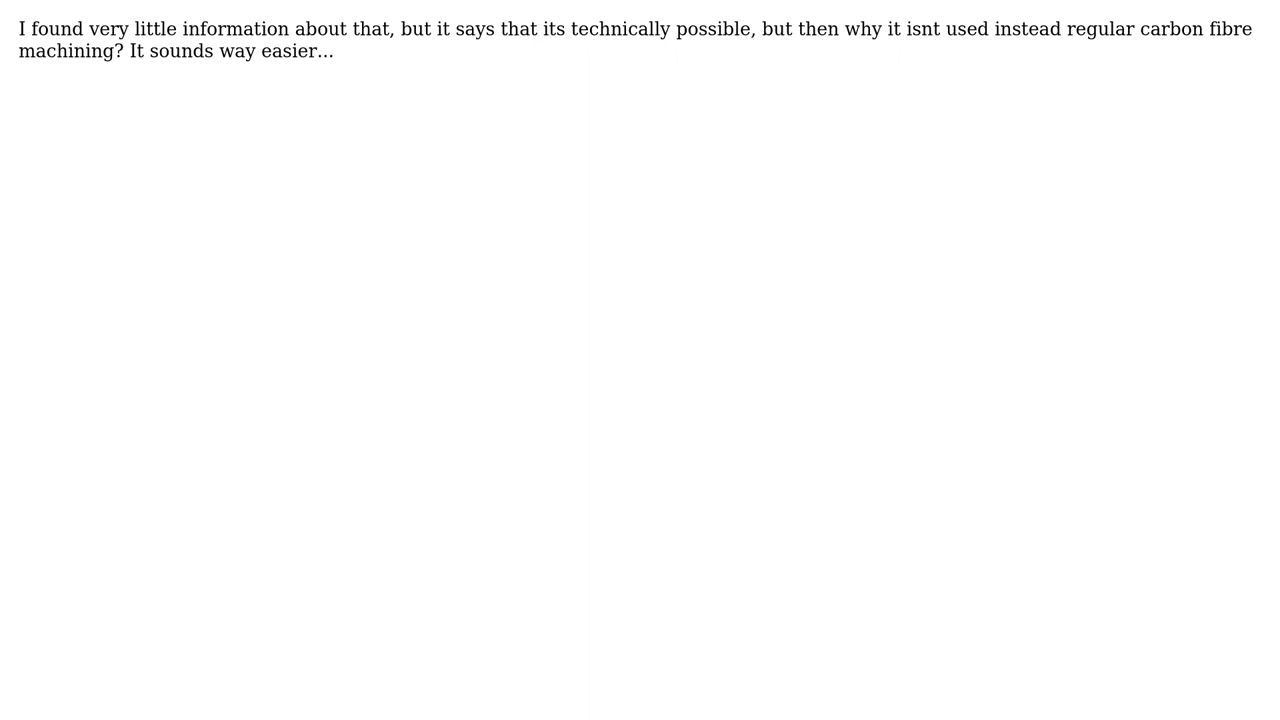 I found very little information about that, but it says that its technically possible, but then why it isnt used instead regular carbon fibre
machining? It sounds way easier...